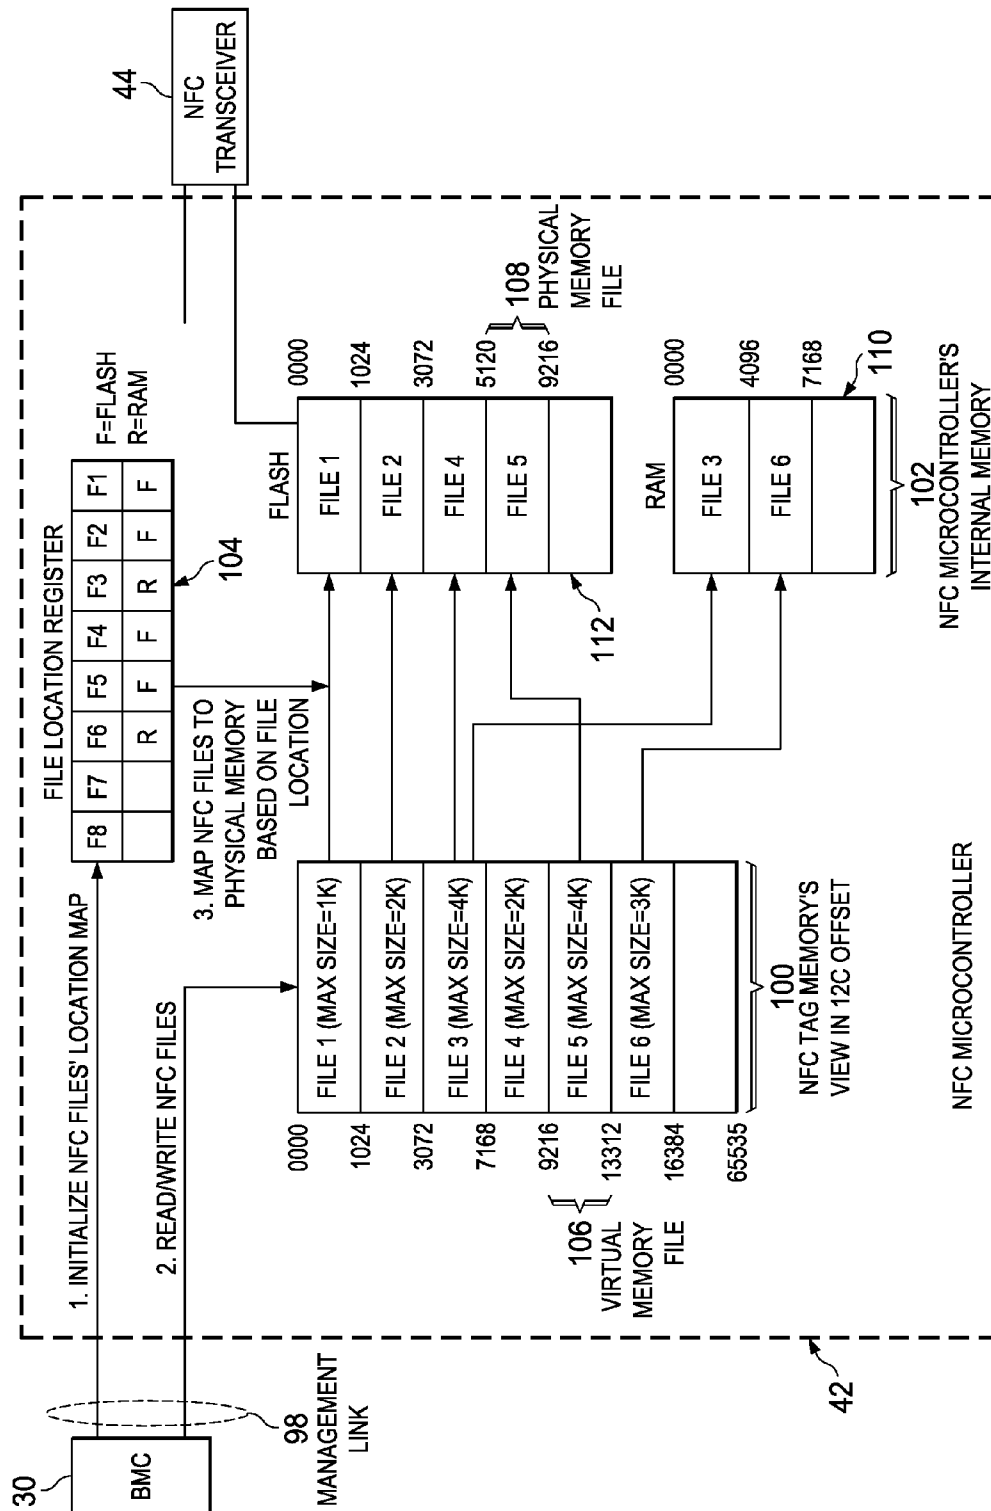 30
BMC
98
MANAGEMENT
LINK
1. INITIALIZE NFC FILES' LOCATION MAP
2. READ/WRITE NFC FILES
FILE LOCATION REGISTER
F8 F7 F6 F5 F4 F3 F2 F1
R F F R F F
F=FLASH
R=RAM
104
3. MAP NFC FILES TO
PHYSICAL MEMORY
BASED ON FILE
LOCATION
44
NFC
TRANSCEIVER
0000
1024
3072
7168
9216
13312
16384
65535
106
VIRTUAL
MEMORY
FILE
FILE 1 (MAX SIZE=1K)
FILE 2 (MAX SIZE=2K)
FILE 3 (MAX SIZE=4K)
FILE 4 (MAX SIZE=2K)
FILE 5 (MAX SIZE=4K)
FILE 6 (MAX SIZE=3K)
100
NFC TAG MEMORY'S
VIEW IN 12C OFFSET
FLASH
FILE 1
FILE 2
FILE 4
FILE 5
112
0000
1024
3072
5120
9216
108
PHYSICAL
MEMORY
FILE
RAM
FILE 3
FILE 6
0000
4096
7168
110
102
NFC MICROCONTROLLER'S
INTERNAL MEMORY
NFC MICROCONTROLLER
42